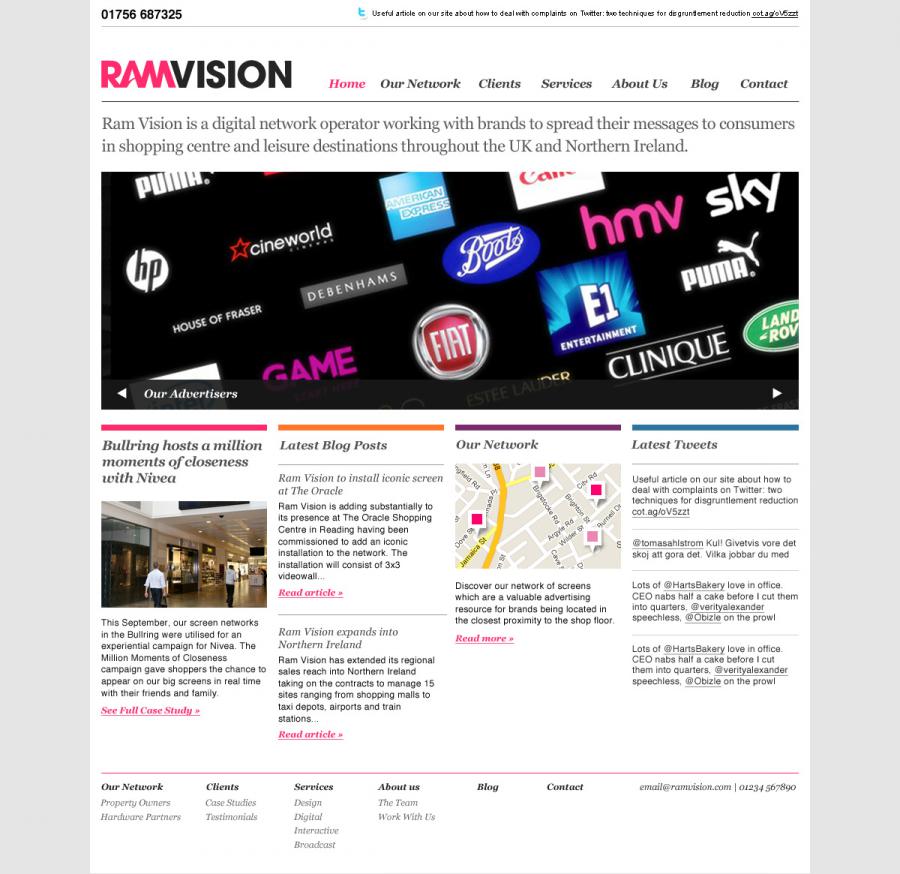 01756 687325
Useful article on our site about how to deal with complaints on Twitter: two techniques for disgruntlement reduction cot.ag/oV5zzt
RAMVISION
Home Our Network Clients Services About Us Blog Contact
Ram Vision is a digital network operator working with brands to spread their messages to consumers
in shopping centre and leisure destinations throughout the UK and Northern Ireland.
PUMA
AMERICAN
EXPRESS
hmv
sky
cineworld
CINEMAS
Boots
hp
PUMA
DEBENHAMS
E1
ENTERTAINMENT
HOUSE OF FRASER
FIAT
LAND
ROV
GAME
START HERE
CLINIQUE
ESTÉE LAUDER
Our Advertisers
Bullring hosts a million
moments of closeness
with Nivea
This September, our screen networks
in the Bullring were utilised for an
experiential campaign for Nivea. The
Million Moments of Closeness
campaign gave shoppers the chance to
appear on our big screens in real time
with their friends and family.
See Full Case Study »
Latest Blog Posts
Ram Vision to install iconic screen
at The Oracle
Ram Vision is adding substantially to
its presence at The Oracle Shopping
Centre in Reading having been
commissioned to add an iconic
installation to the network. The
installation will consist of 3x3
videowall...
Read article »
Ram Vision expands into
Northern Ireland
Ram Vision has extended its regional
sales reach into Northern Ireland
taking on the contracts to manage 15
sites ranging from shopping malls to
taxi depots, airports and train
stations...
Read article »
Our Network
City Rd
Brigstocke Rd
Argyle Rd
Wilder St
Jamaica St
Dove St
Discover our network of screens
which are a valuable advertising
resource for brands being located in
the closest proximity to the shop floor.
Read more »
Latest Tweets
Useful article on our site about how to
deal with complaints on Twitter: two
techniques for disgruntlement reduction
cot.ag/oV5zzt
@tomasahlstrom Kul! Givetvis vore det
skoj att gora det. Vilka jobbar du med
Lots of @HartsBakery love in office.
CEO nabs half a cake before I cut them
into quarters, @verityalexander
speechless, @Obizle on the prowl
Lots of @HartsBakery love in office.
CEO nabs half a cake before I cut
them into quarters, @verityalexander
speechless, @Obizle on the prowl
Our Network Clients Services About us Blog Contact email@ramvision.com | 01234 567890
Property Owners Case Studies Design The Team
Hardware Partners Testimonials Digital Work With Us
Interactive
Broadcast